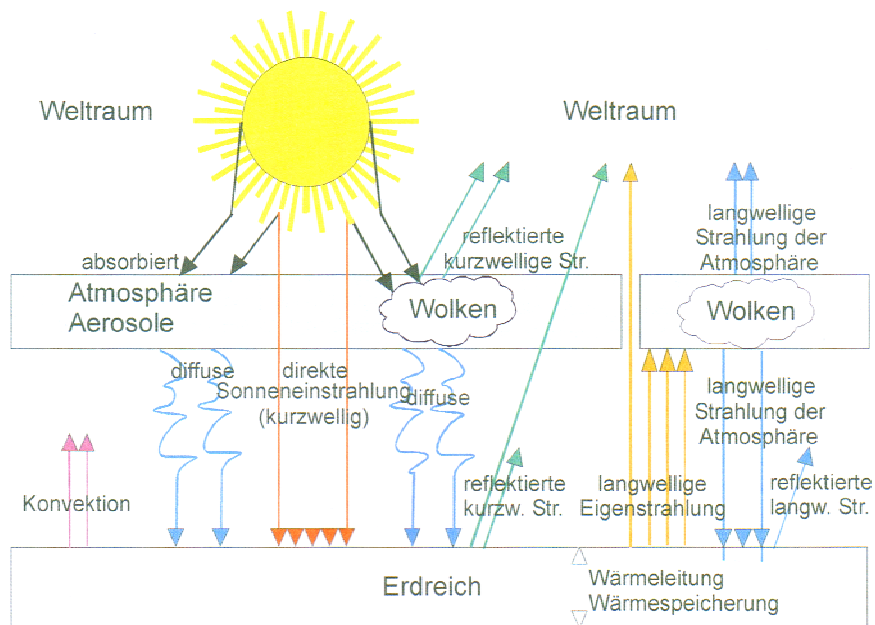 Weltraum
Weltraum
langwellige
Strahlung der
Atmosphäre
reflektierte
kurzwellige Str.
absorbiert
Atmosphäre
Aerosole
Wolken
Wolken
diffuse
direkte
Sonneneinstrahlung
(kurzwellig)
diffuse
langwellige
Strahlung der
Atmosphäre
Konvektion
reflektierte
kurzw. Str.
langwellige
Eigenstrahlung
reflektierte
langw. Str.
Erdreich
Wärmeleitung
Wärmespeicherung